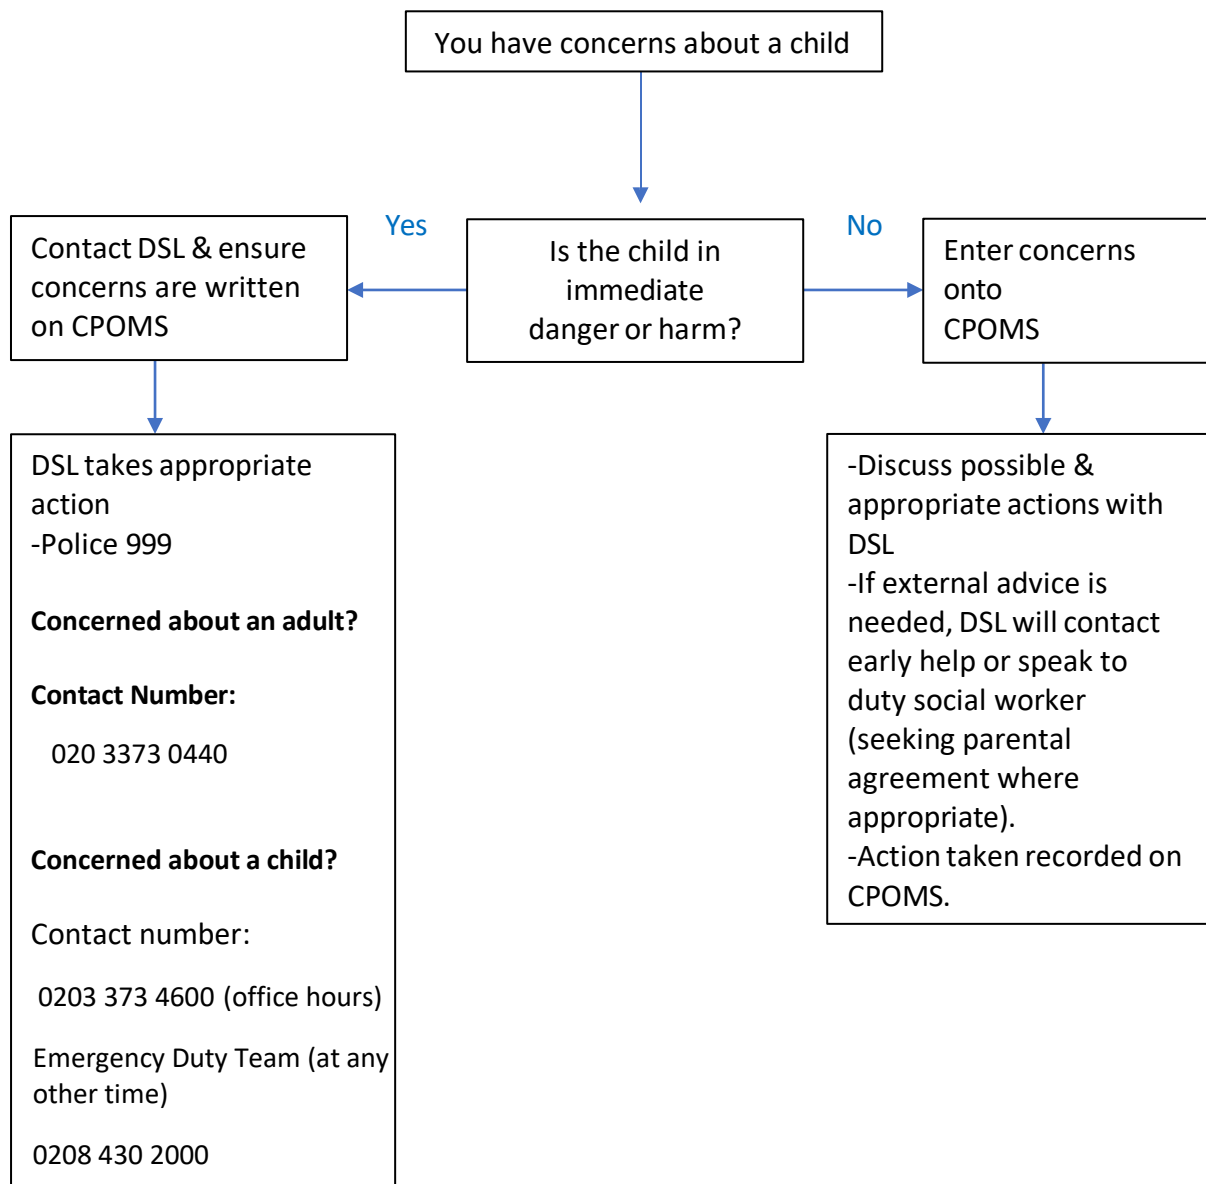 You have concerns about a child
Yes
No
Contact DSL & ensure
concerns are written
on CPOMS
Is the child in
immediate
danger or harm?
Enter concerns
onto
CPOMS
DSL takes appropriate
action
-Police 999
Concerned about an adult?
Contact Number:
020 3373 0440
Concerned about a child?
Contact number:
0203 373 4600 (office hours)
Emergency Duty Team (at any
other time)
0208 430 2000
-Discuss possible &
appropriate actions with
DSL
-If external advice is
needed, DSL will contact
early help or speak to
duty social worker
(seeking parental
agreement where
appropriate).
-Action taken recorded on
CPOMS.